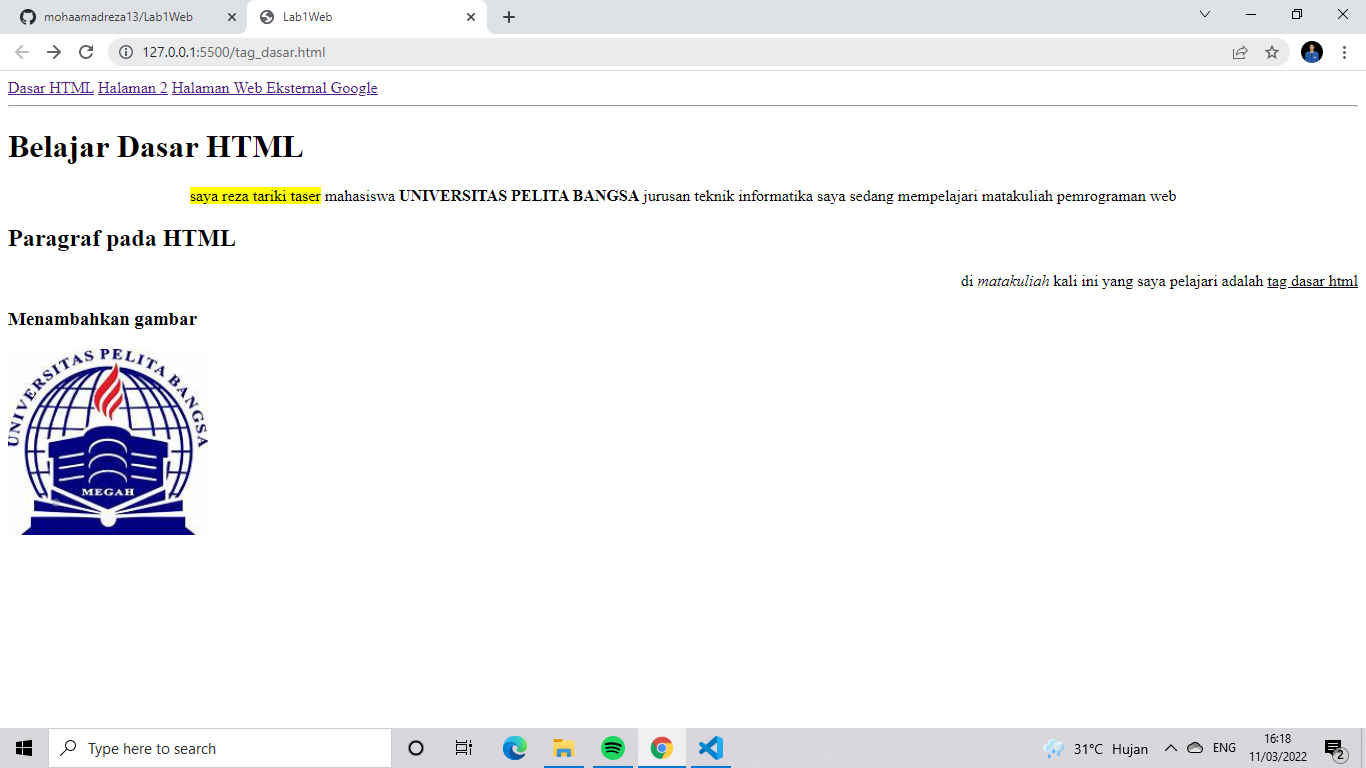 mohaamadreza13/Lab1Web
Lab1Web
127.0.0.1:5500/tag_dasar.html
Dasar HTML Halaman 2 Halaman Web Eksternal Google
Belajar Dasar HTML
saya reza tariki taser mahasiswa UNIVERSITAS PELITA BANGSA jurusan teknik informatika saya sedang mempelajari matakuliah pemrograman web
Paragraf pada HTML
di matakuliah kali ini yang saya pelajari adalah tag dasar html
Menambahkan gambar
UNIVERSITAS PELITA BANGSA
MEGAH
Type here to search
31°C Hujan
ENG
16:18
11/03/2022
2